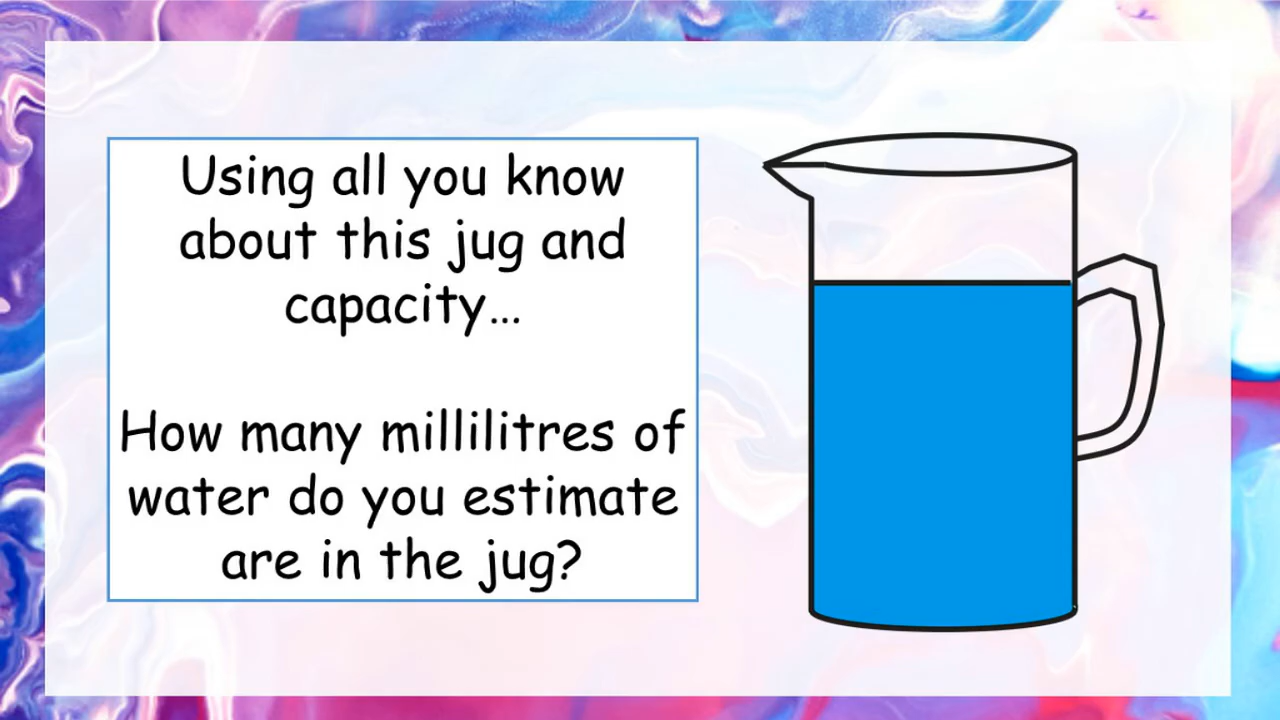 Using all you know
about this jug and
capacity...
How many millilitres of
water do you estimate
are in the jug?